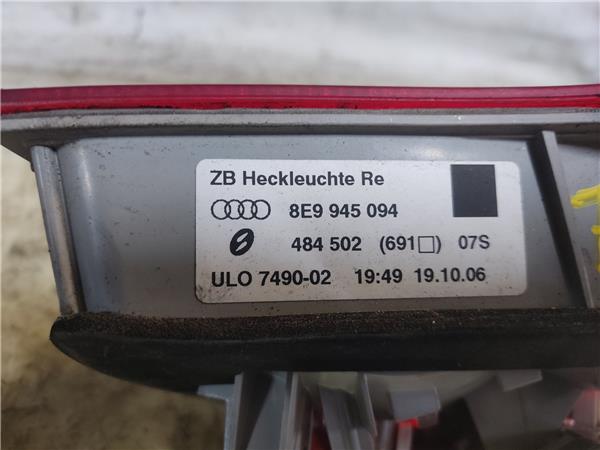 ZB Heckleuchte Re
8E9 945 094
484 502 (691□) 07S
ULO 7490-02 19:49 19.10.06